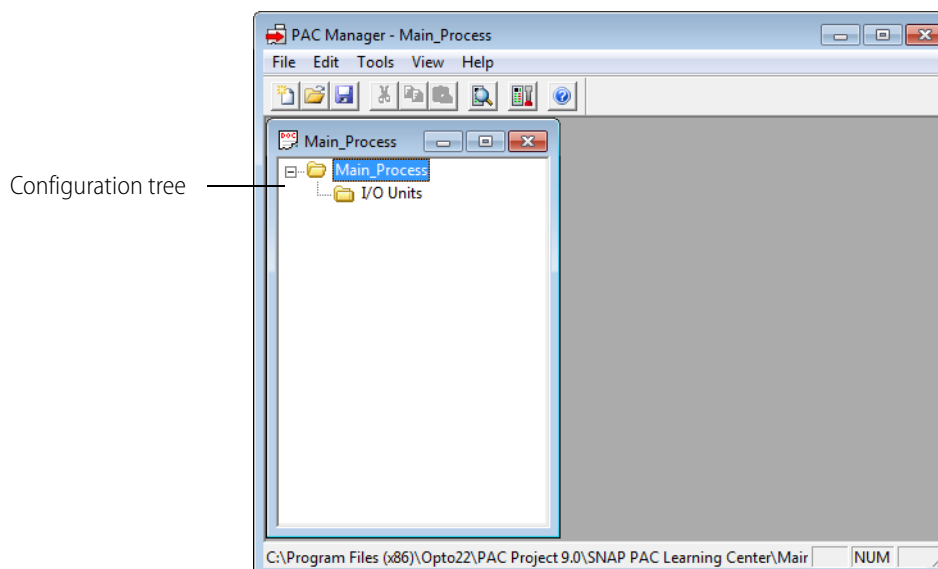 PAC Manager - Main_Process
File Edit Tools View Help
Main_Process
Main_Process
I/O Units
Configuration tree
C:\Program Files (x86)\Opto22\PAC Project 9.0\SNAP PAC Learning Center\Mair
NUM